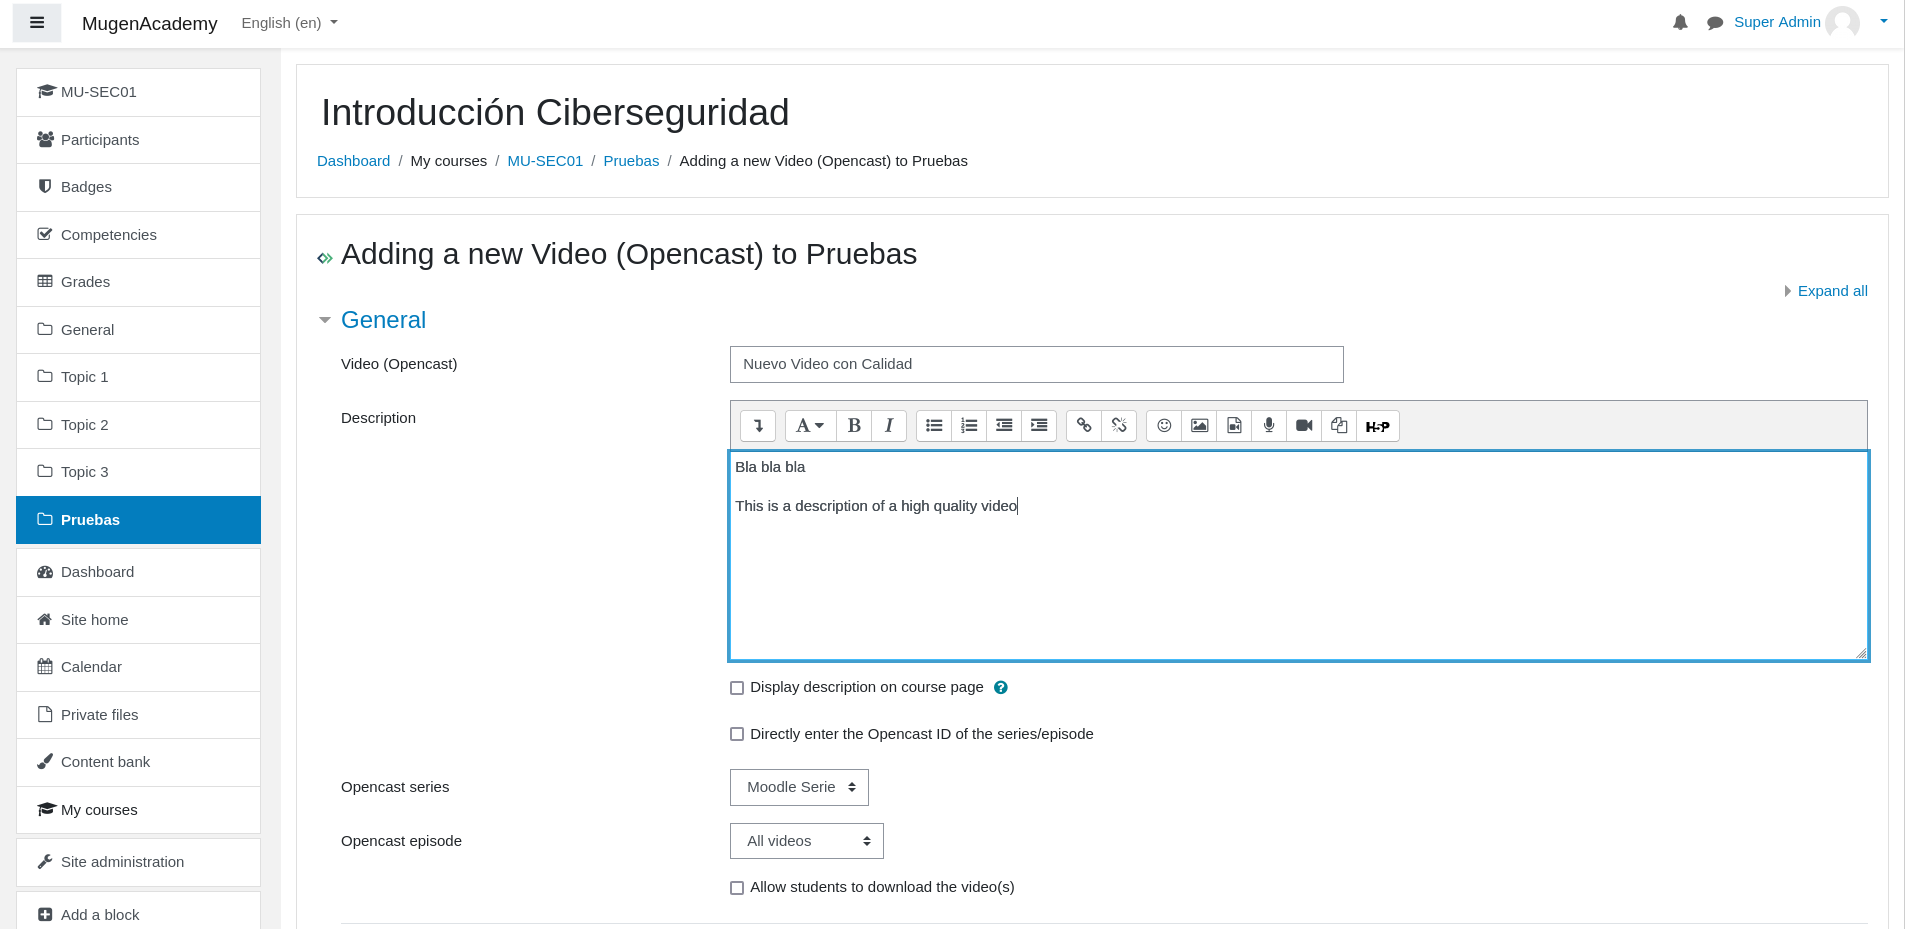 MugenAcademy English (en) Super Admin
MU-SEC01
Participants
Badges
Competencies
Grades
General
Topic 1
Topic 2
Topic 3
Pruebas
Dashboard
Site home
Calendar
Private files
Content bank
My courses
Site administration
Add a block
Introducción Ciberseguridad
Dashboard / My courses / MU-SEC01 / Pruebas / Adding a new Video (Opencast) to Pruebas
Adding a new Video (Opencast) to Pruebas
Expand all
General
Video (Opencast) Nuevo Video con Calidad
Description
A B I H-P
Bla bla bla
This is a description of a high quality video
Display description on course page
Directly enter the Opencast ID of the series/episode
Opencast series Moodle Serie
Opencast episode All videos
Allow students to download the video(s)